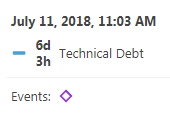 July 11, 2018, 11:03 AM
6d
3h Technical Debt
Events: